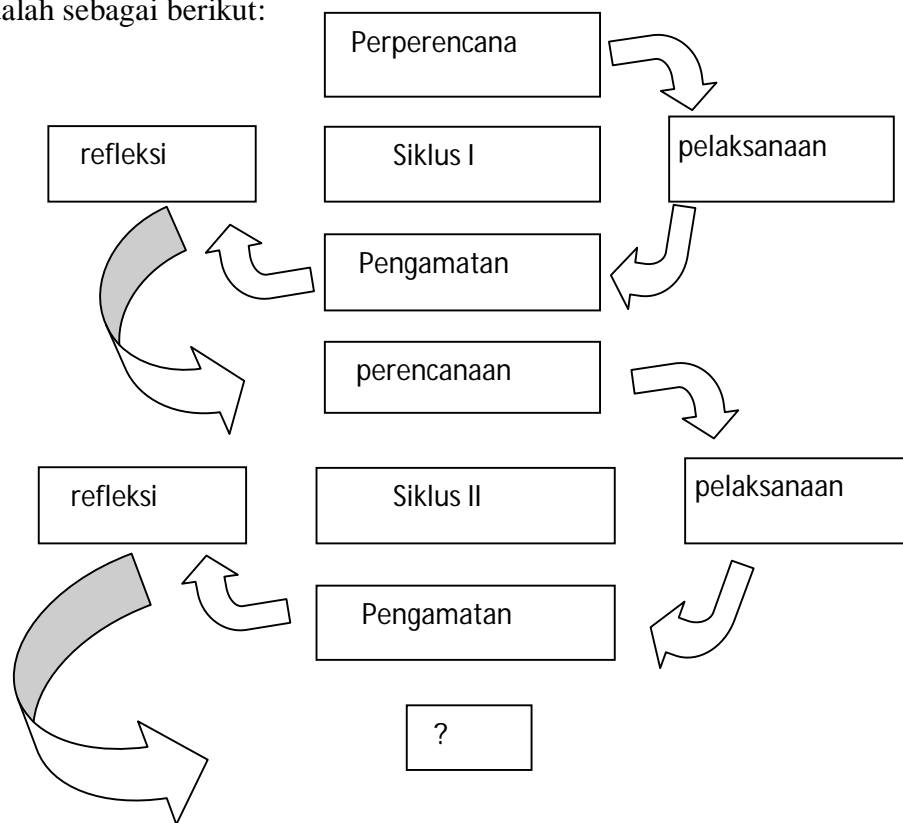 alah sebagai berikut:
Perperencana
refleksi
Siklus I
pelaksanaan
Pengamatan
perencanaan
refleksi
Siklus II
pelaksanaan
Pengamatan
?